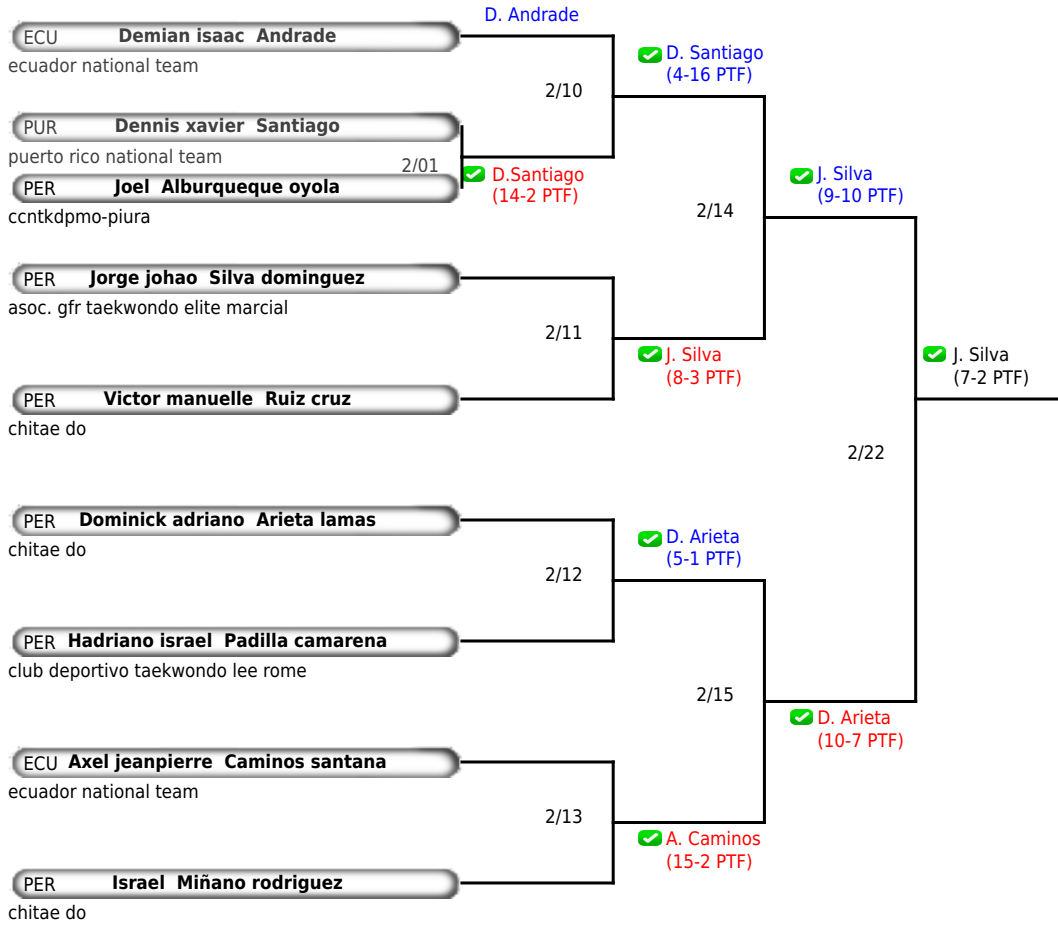 D. Andrade
ECU Demian isaac Andrade
ecuador national team
D. Santiago
(4-16 PTF)
2/10
PUR Dennis xavier Santiago
puerto rico national team
2/01
D.Santiago
(14-2 PTF)
PER Joel Alburqueque oyola
ccntkdpmo-piura
J. Silva
(9-10 PTF)
2/14
PER Jorge johao Silva dominguez
asoc. gfr taekwondo elite marcial
2/11
J. Silva
(8-3 PTF)
J. Silva
(7-2 PTF)
PER Victor manuelle Ruiz cruz
chitae do
2/22
PER Dominick adriano Arieta lamas
chitae do
D. Arieta
(5-1 PTF)
2/12
PER Hadriano israel Padilla camarena
club deportivo taekwondo lee rome
2/15
D. Arieta
(10-7 PTF)
ECU Axel jeanpierre Caminos santana
ecuador national team
2/13
A. Caminos
(15-2 PTF)
PER Israel Miñano rodriguez
chitae do